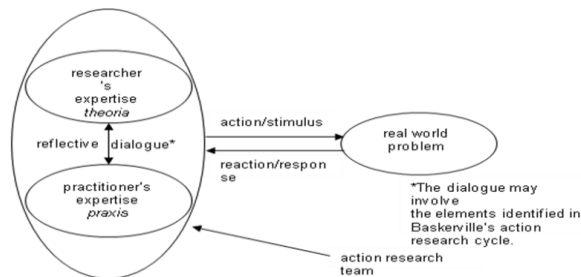 researcher
's
expertise
theoria
reflective dialogue*
practitioner's
expertise
praxis
action/stimulus
reaction/respon
se
real world
problem
*The dialogue may
involve
the elements identified in
Baskerville's action
research cycle.
action research
team